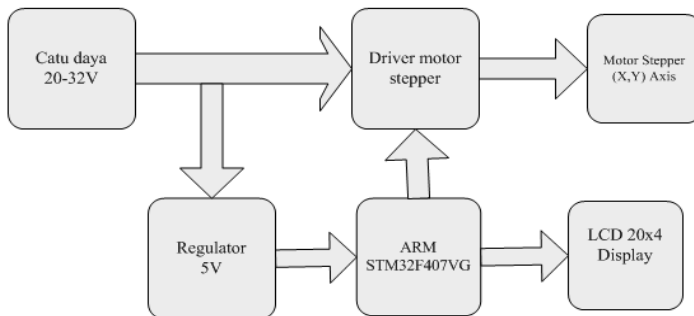 Catu daya
20-32V
Driver motor
stepper
Motor Stepper
(X,Y) Axis
Regulator
5V
ARM
STM32F407VG
LCD 20x4
Display